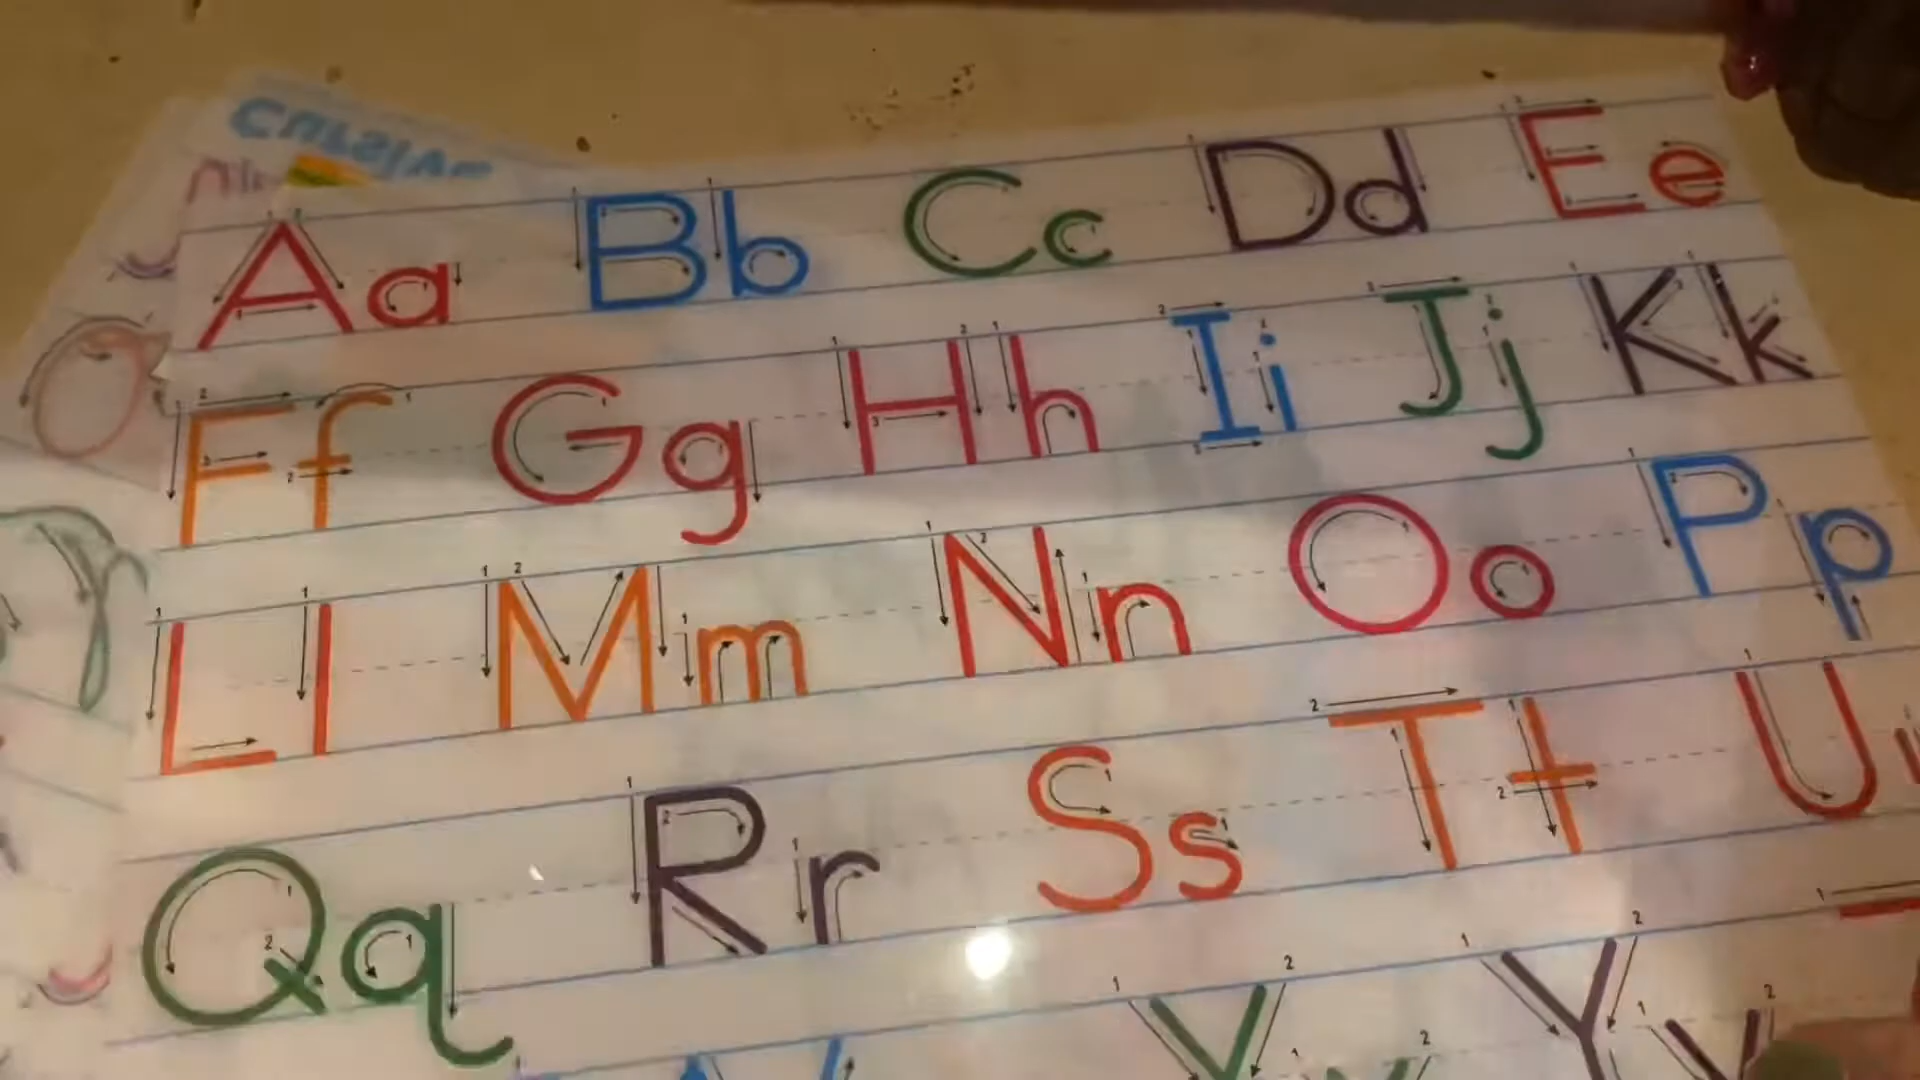 Aa Bb Cc Dd Ee
Ff Gg Hh Ii Jj Kk
Ll Mm Nn Oo Pp
Qq Rr Ss Tt U
Y